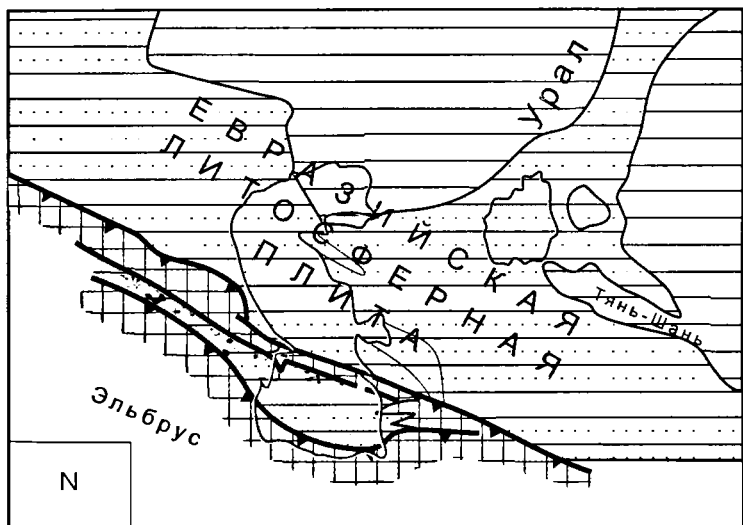 ЕВРАЗИЙСКАЯ
ЛИТОСФЕРНАЯ
ПЛИТА
Урал
Тянь-Шань
Эльбрус
N